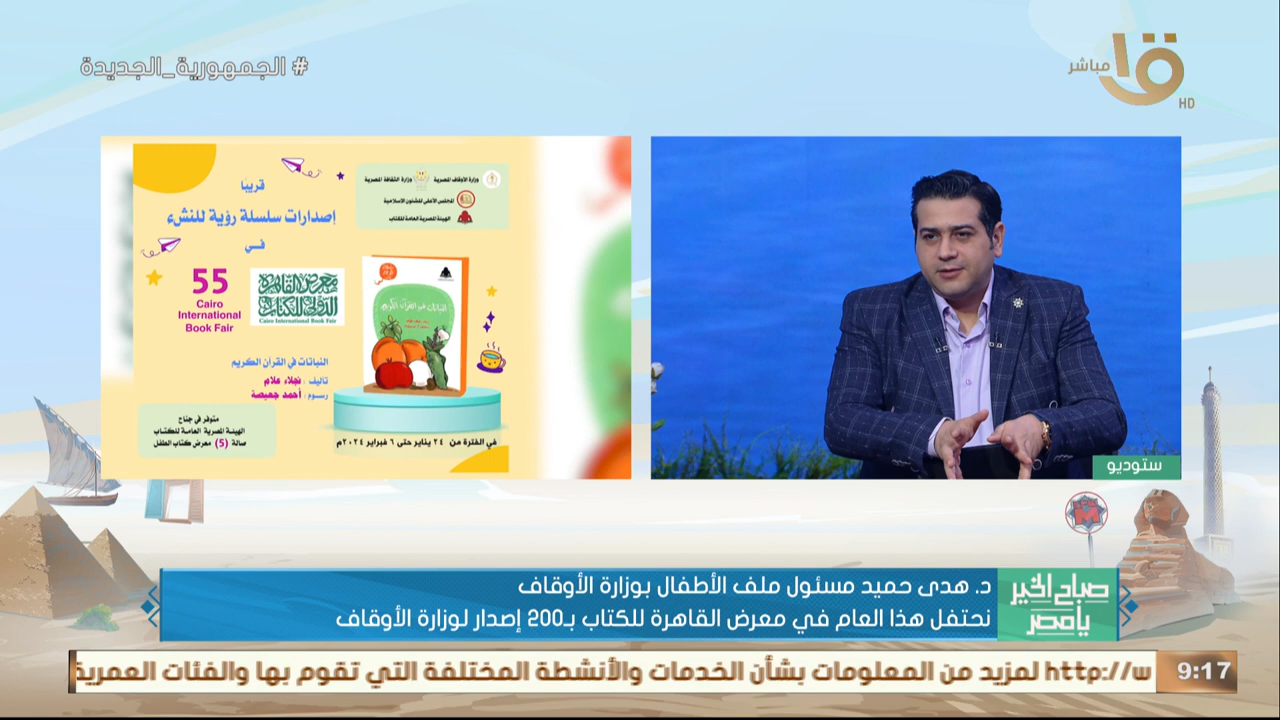 # الجمهورية_الجديدة
مباشر
HD
قريبًا
إصدارات سلسلة رؤية للنشء
في
55
Cairo
International
Book Fair
معرض القاهرة
الدولي للكتاب
Cairo International Book Fair
وزارة الأوقاف المصرية
وزارة الثقافة المصرية
المجلس الأعلى للشئون الإسلامية
الهيئة المصرية العامة للكتاب
النباتات في القرآن الكريم
النباتات في القرآن الكريم
تأليف : نجلاء علام
رسوم : أحمد جعيصة
متوفر في جناح
الهيئة المصرية العامة للكتاب
صالة (5) معرض كتاب الطفل
في الفترة من ٢٤ يناير حتى ٦ فبراير ٢٠٢٤م
ستوديو
M
صباح الخير
يا مصر
د. هدى حميد مسئول ملف الأطفال بوزارة الأوقاف
نحتفل هذا العام في معرض القاهرة للكتاب بـ200 إصدار لوزارة الأوقاف
http://w لمزيد من المعلومات بشأن الخدمات والأنشطة المختلفة التي تقوم بها والفئات العمرية
9:17